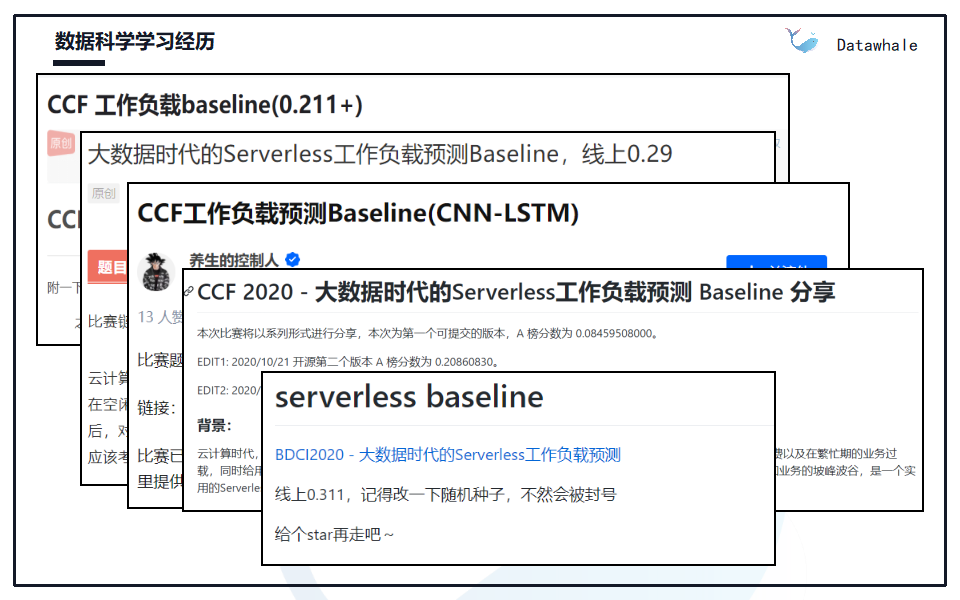 数据科学学习经历
Datawhale
CCF 工作负载baseline(0.211+)
原创
CCF
附一下
大数据时代的Serverless工作负载预测Baseline，线上0.29
原创
题目
比赛链
云计算
在空闲
后，对
应该考
CCF工作负载预测Baseline(CNN-LSTM)
养生的控制人
13 人赞
比赛题
链接：
比赛已
里提供
CCF 2020 - 大数据时代的Serverless工作负载预测 Baseline 分享
本次比赛将以系列形式进行分享，本次为第一个可提交的版本，A 榜分数为 0.08459508000。
EDIT1: 2020/10/21 开源第二个版本 A 榜分数为 0.20860830。
EDIT2: 2020/
背景：
云计算时代，
费以及在繁忙期的业务过
载，同时给用
业务的坡峰波谷，是一个实
用的Serverle
serverless baseline
BDCI2020 - 大数据时代的Serverless工作负载预测
线上0.311，记得改一下随机种子，不然会被封号
给个star再走吧～